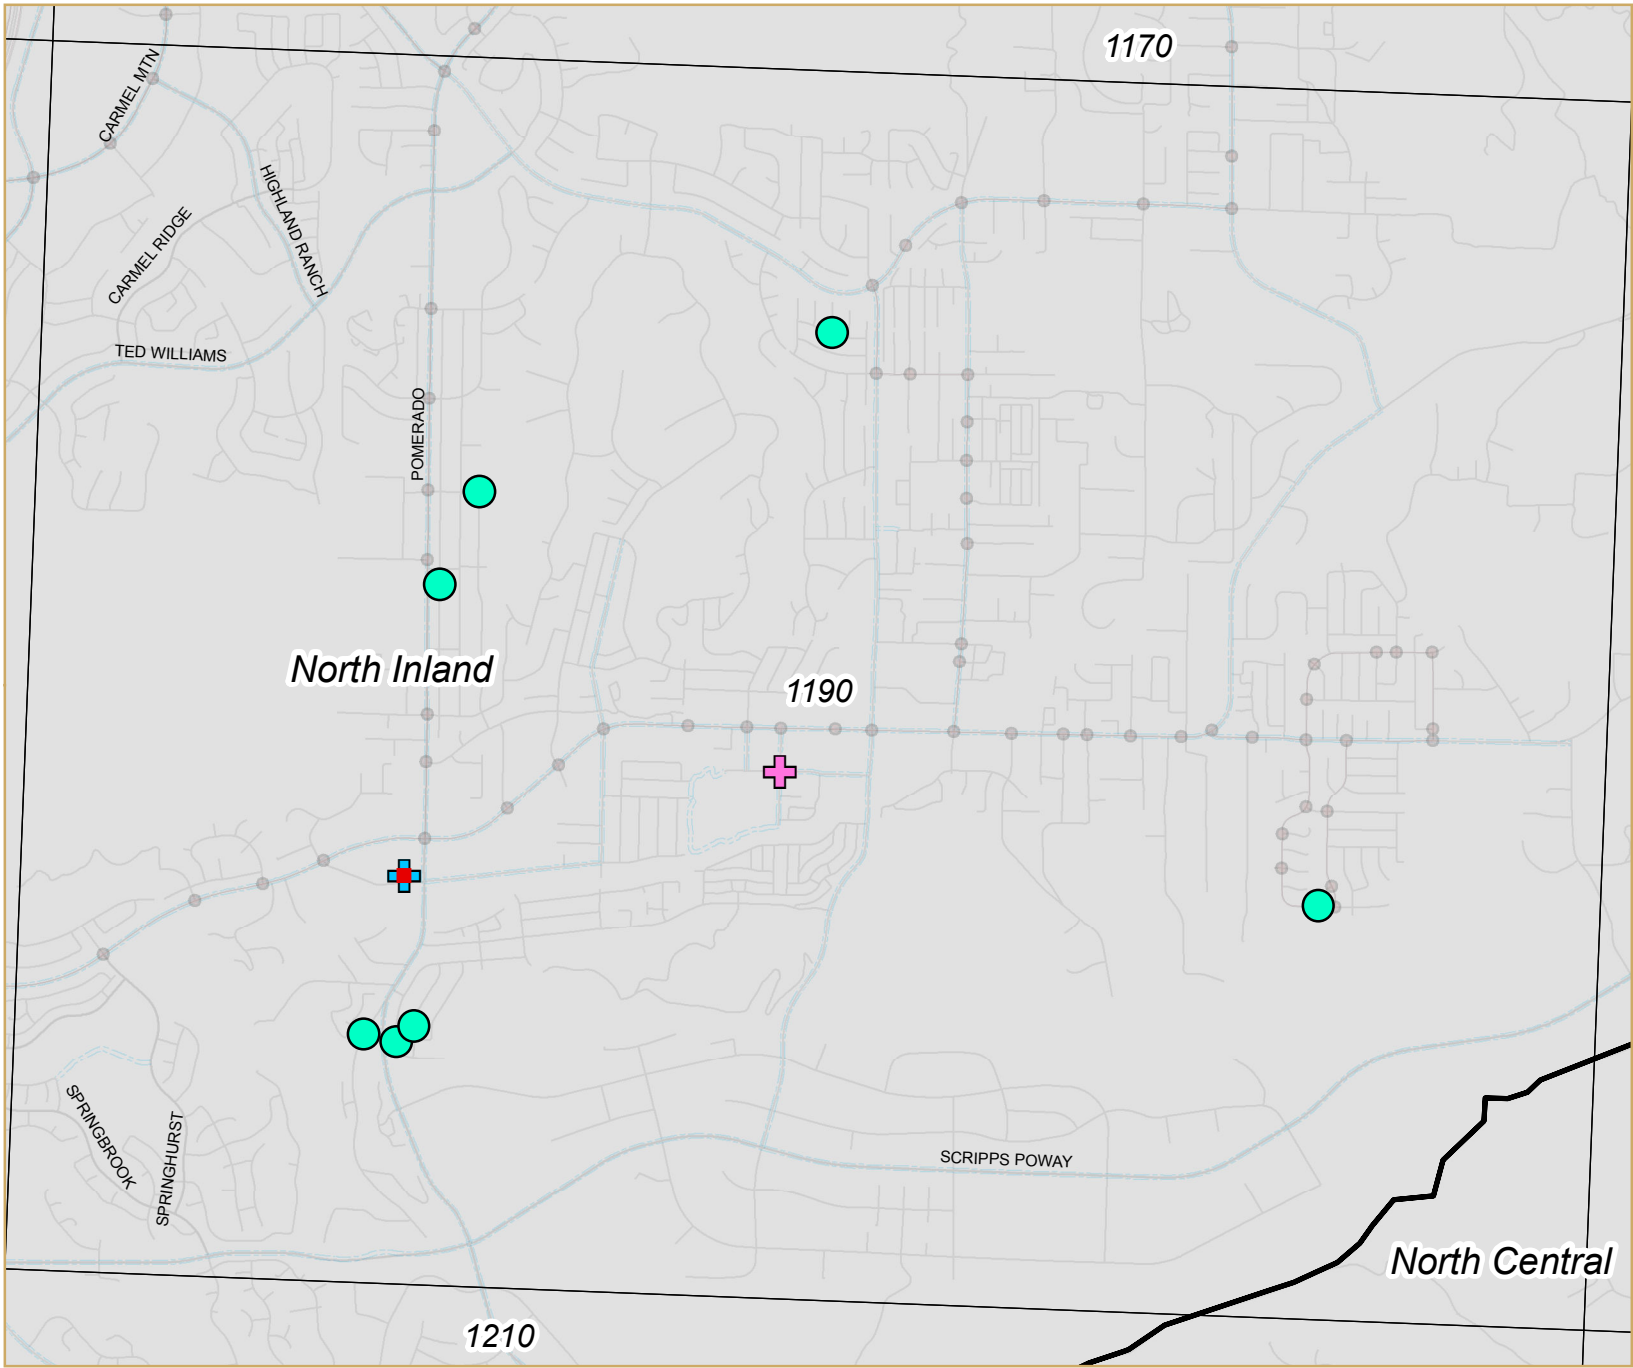 1170
CARMEL MTN
HIGHLAND RANCH
CARMEL RIDGE
TED WILLIAMS
POMERADO
North Inland
1190
SPRINGBROOK
SPRINGHURST
SCRIPPS POWAY
North Central
1210